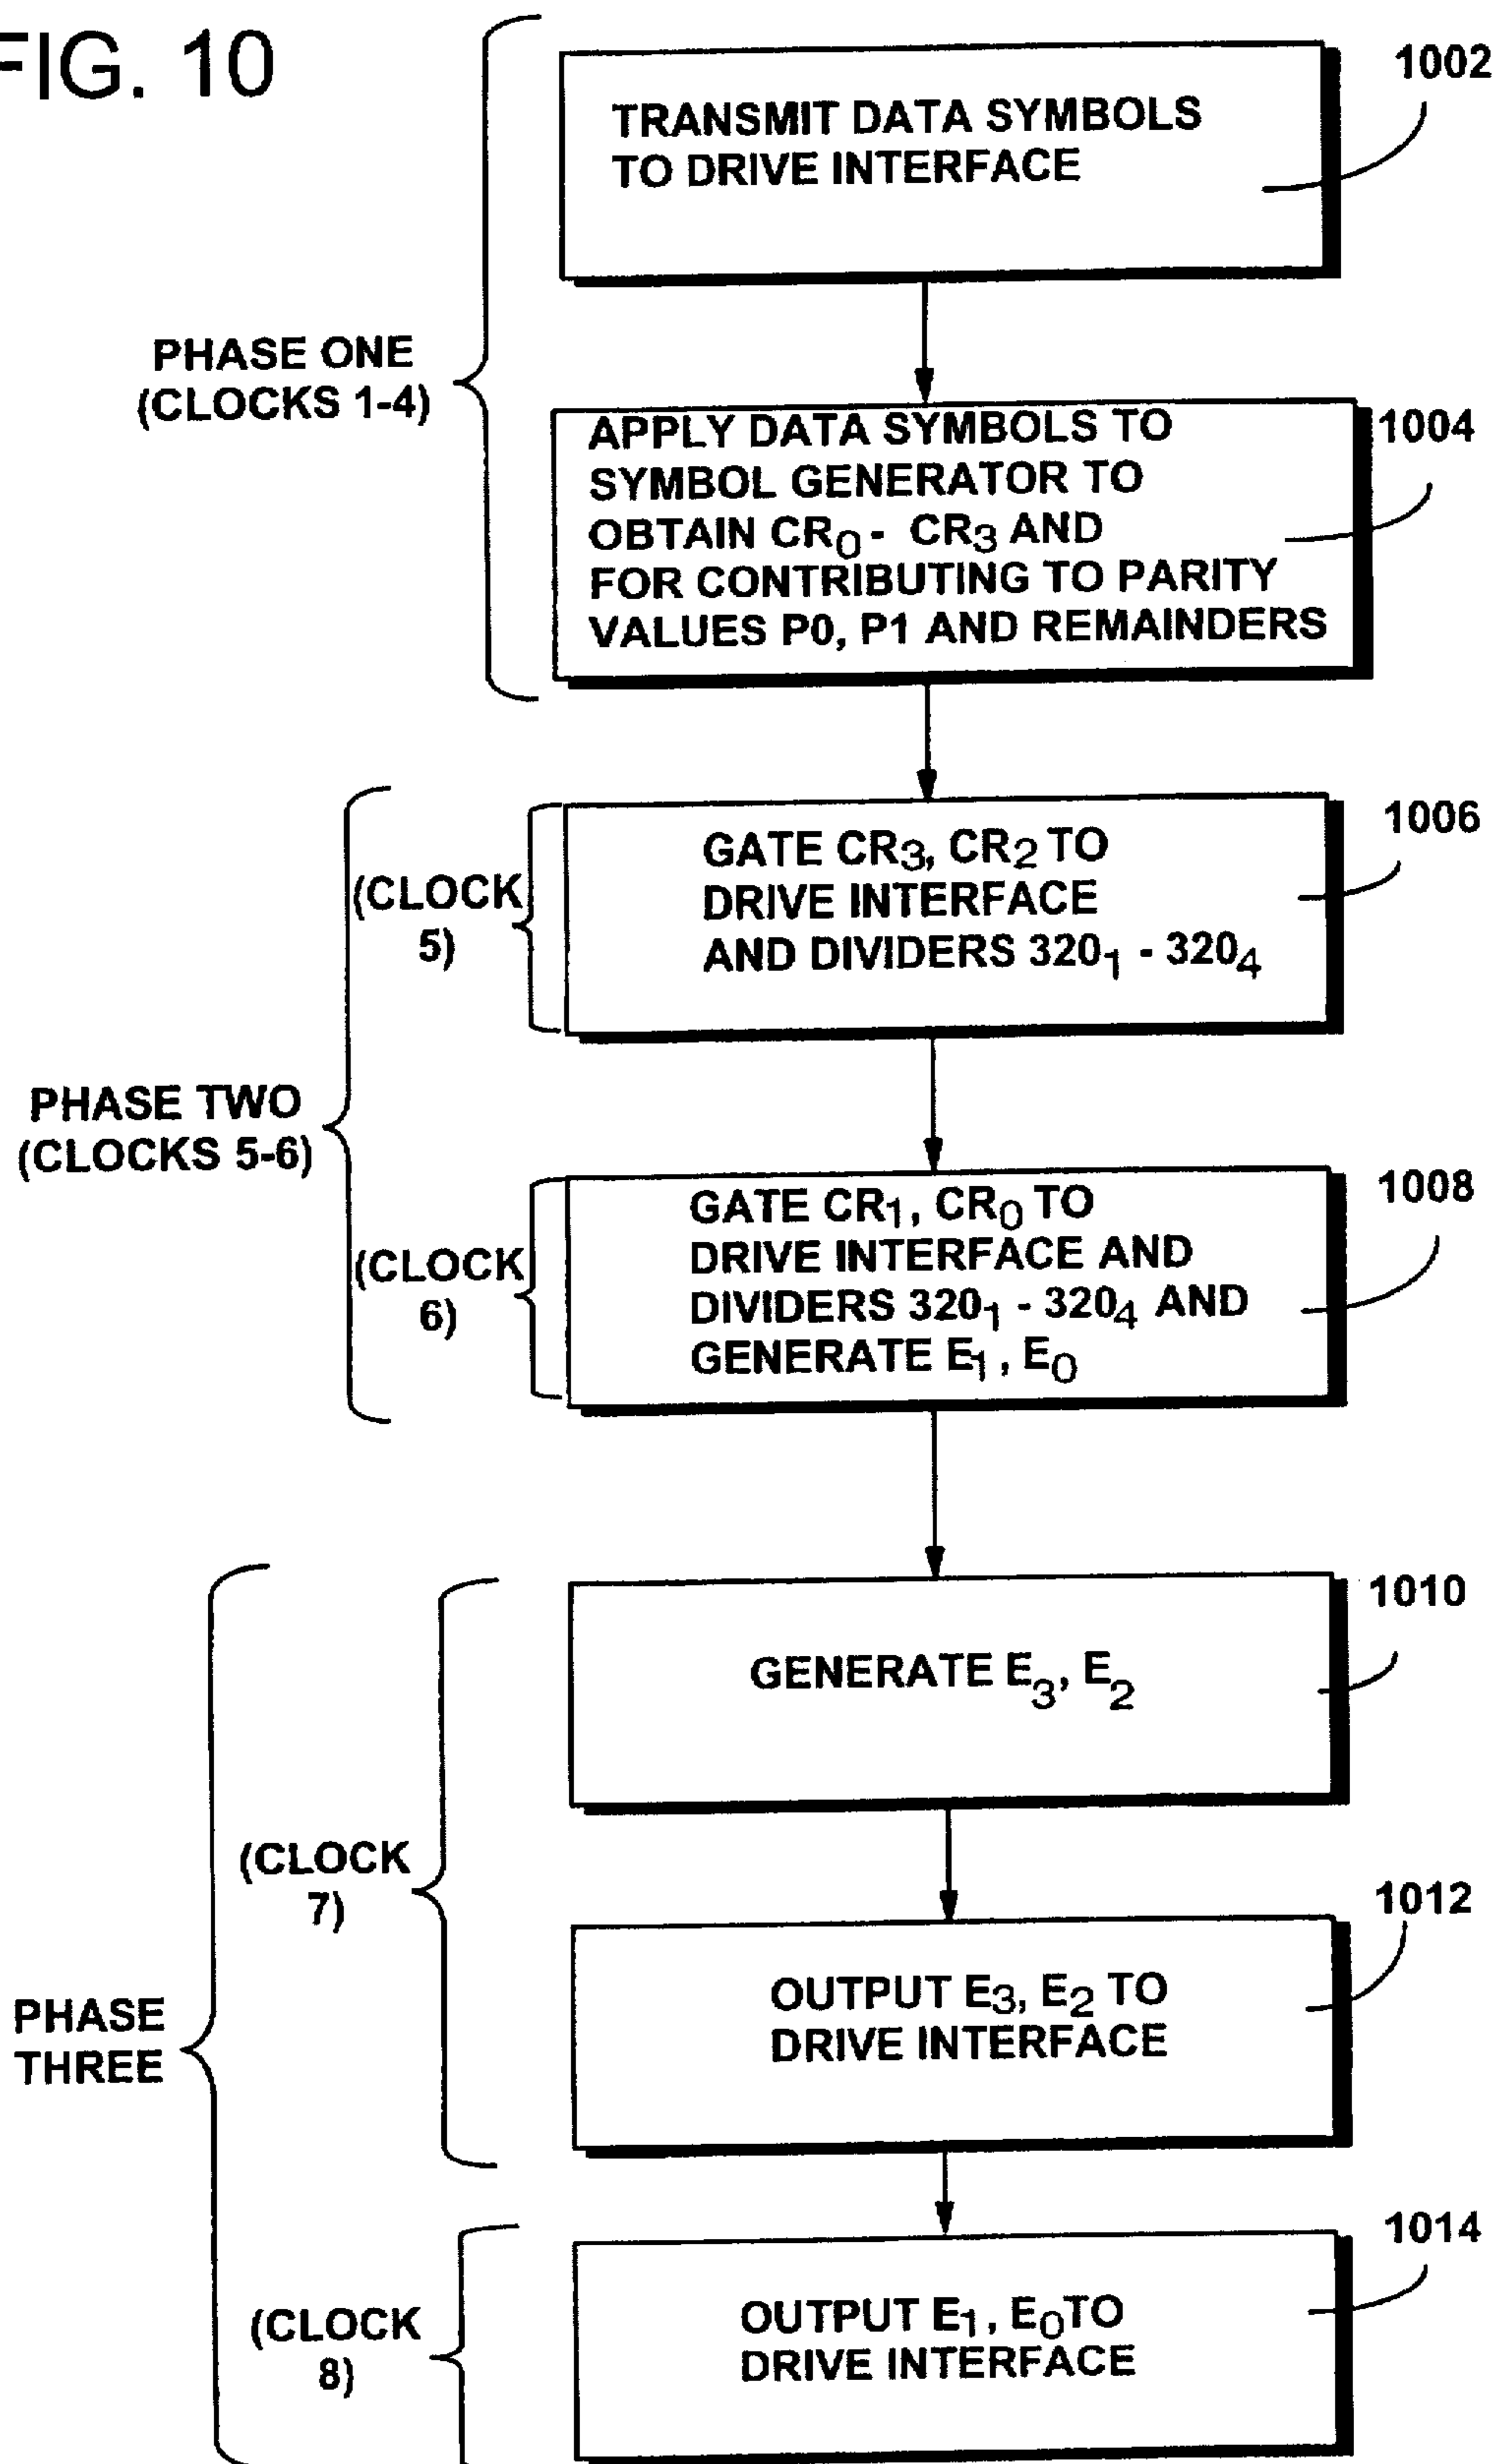 FIG. 10
1002
TRANSMIT DATA SYMBOLS
TO DRIVE INTERFACE
PHASE ONE
(CLOCKS 1-4)
1004
APPLY DATA SYMBOLS TO
SYMBOL GENERATOR TO
OBTAIN CR₀ - CR₃ AND
FOR CONTRIBUTING TO PARITY
VALUES P0, P1 AND REMAINDERS
1006
(CLOCK
5)
GATE CR₃, CR₂ TO
DRIVE INTERFACE
AND DIVIDERS 320₁ - 320₄
PHASE TWO
(CLOCKS 5-6)
1008
(CLOCK
6)
GATE CR₁, CR₀ TO
DRIVE INTERFACE AND
DIVIDERS 320₁ - 320₄ AND
GENERATE E₁, E₀
1010
GENERATE E₃, E₂
(CLOCK
7)
1012
OUTPUT E₃, E₂ TO
DRIVE INTERFACE
PHASE
THREE
1014
(CLOCK
8)
OUTPUT E₁, E₀ TO
DRIVE INTERFACE